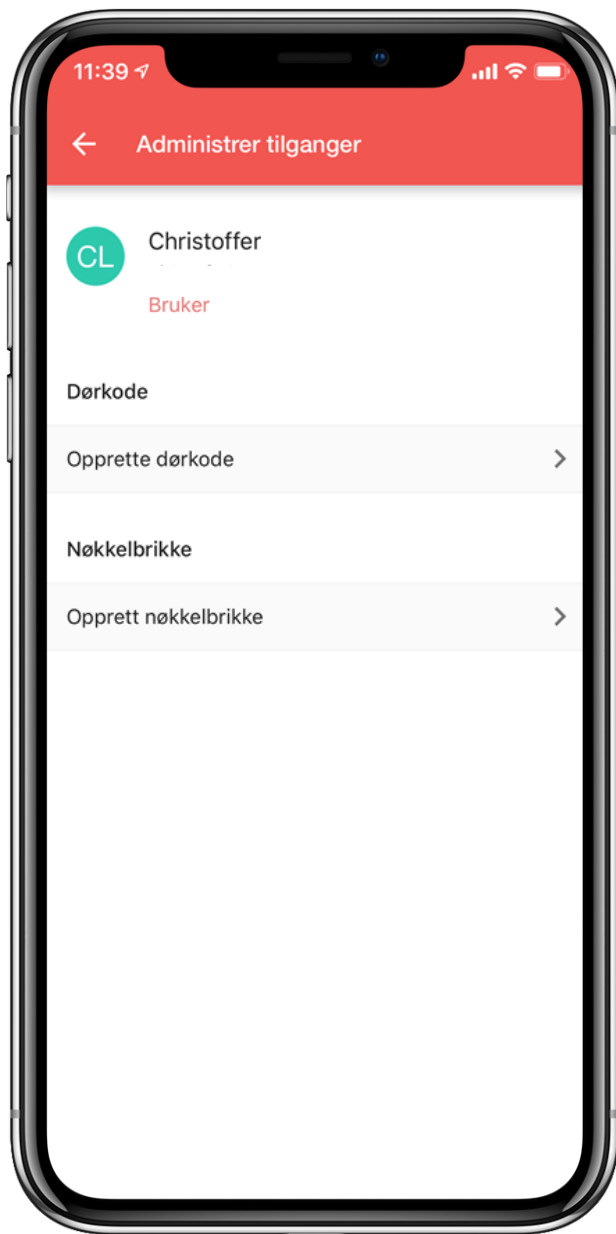 11:39
Administrer tilganger
CL
Christoffer
Bruker
Dørkode
Opprette dørkode
Nøkkelbrikke
Opprett nøkkelbrikke